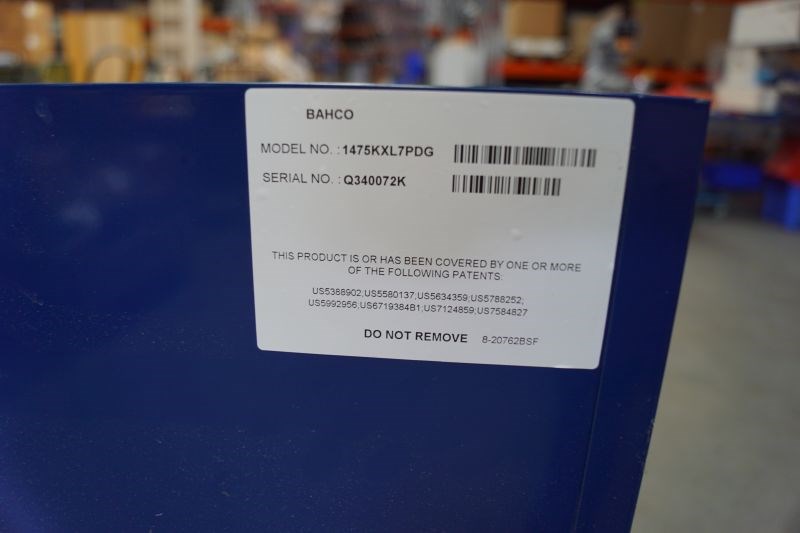 BAHCO
MODEL NO. : 1475KXL7PDG
SERIAL NO. : Q340072K
THIS PRODUCT IS OR HAS BEEN COVERED BY ONE OR MORE
OF THE FOLLOWING PATENTS:
US5388902;US5580137;US5634359;US5788252;
US5992956;US6719384B1;US7124859;US7584827
DO NOT REMOVE 8-20762BSF